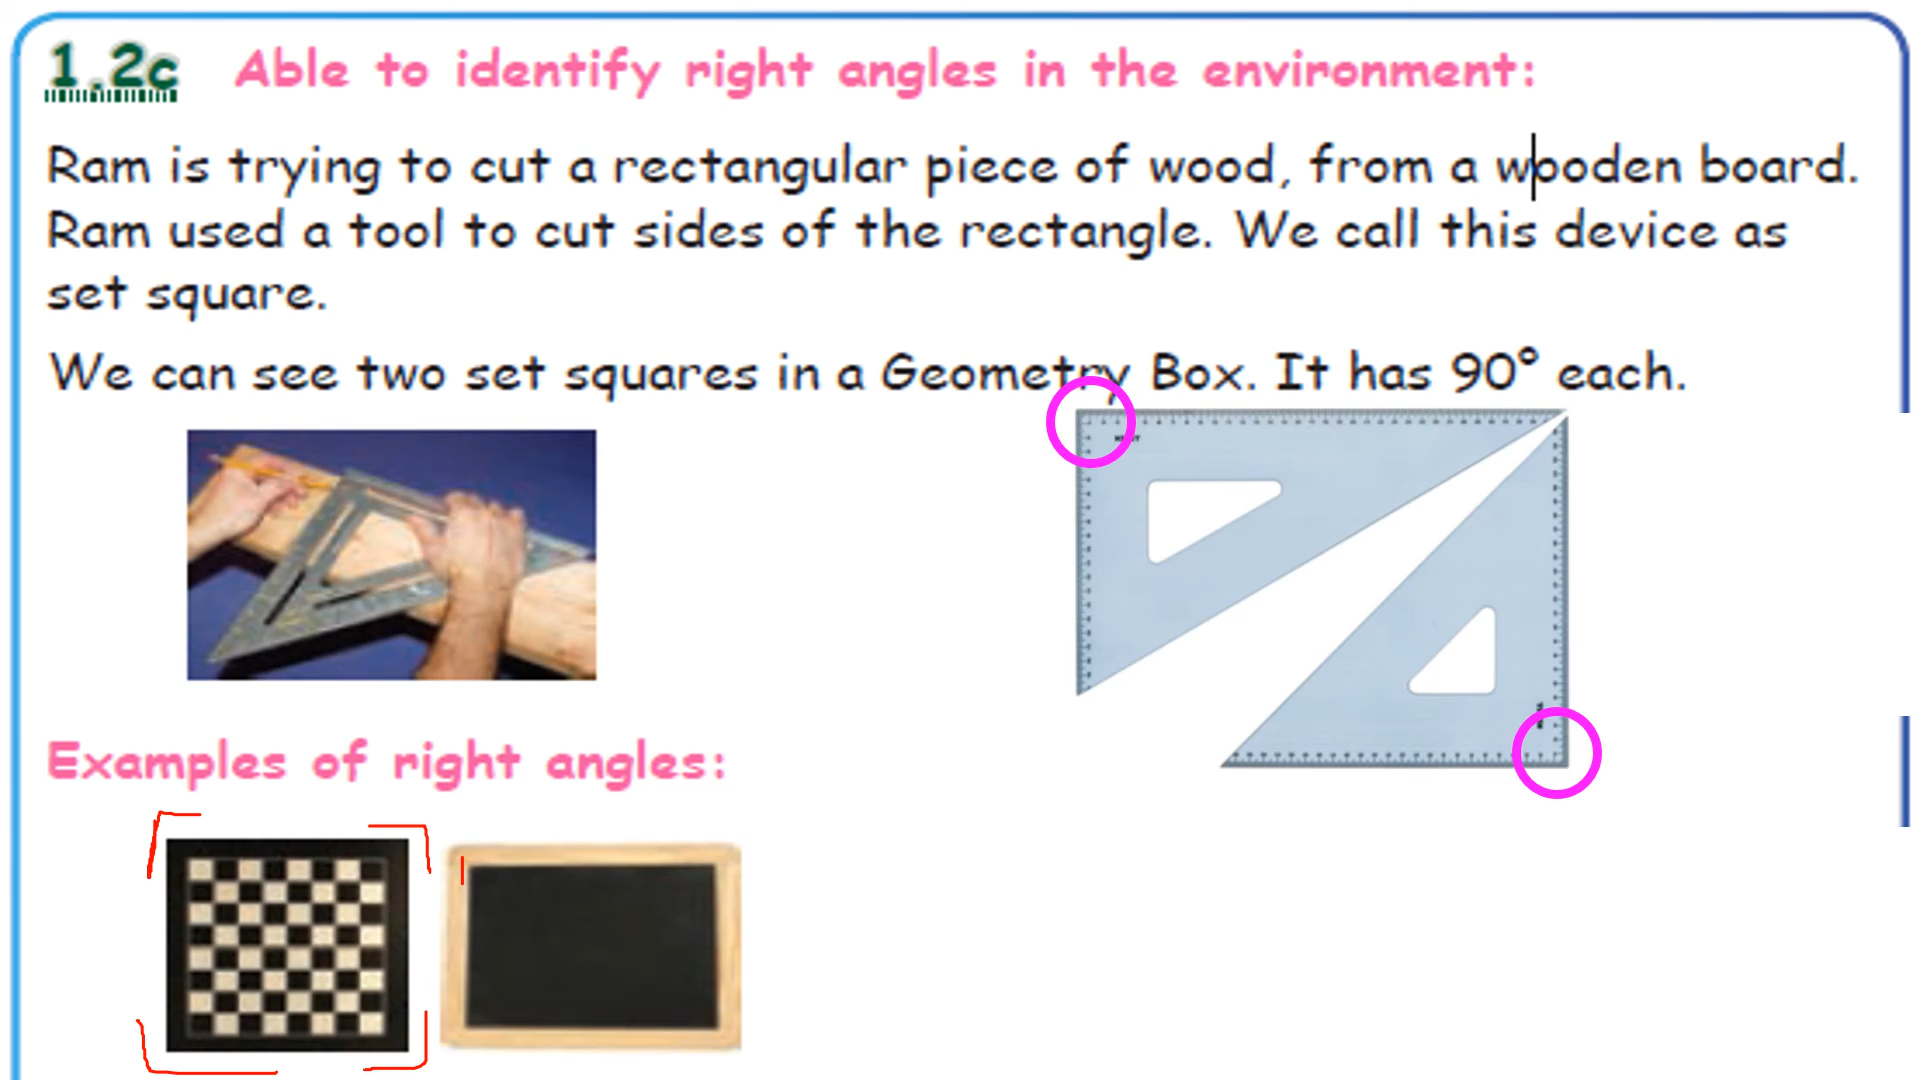 1.2c Able to identify right angles in the environment:
Ram is trying to cut a rectangular piece of wood, from a wooden board.
Ram used a tool to cut sides of the rectangle. We call this device as
set square.
We can see two set squares in a Geometry Box. It has 90° each.
Examples of right angles: